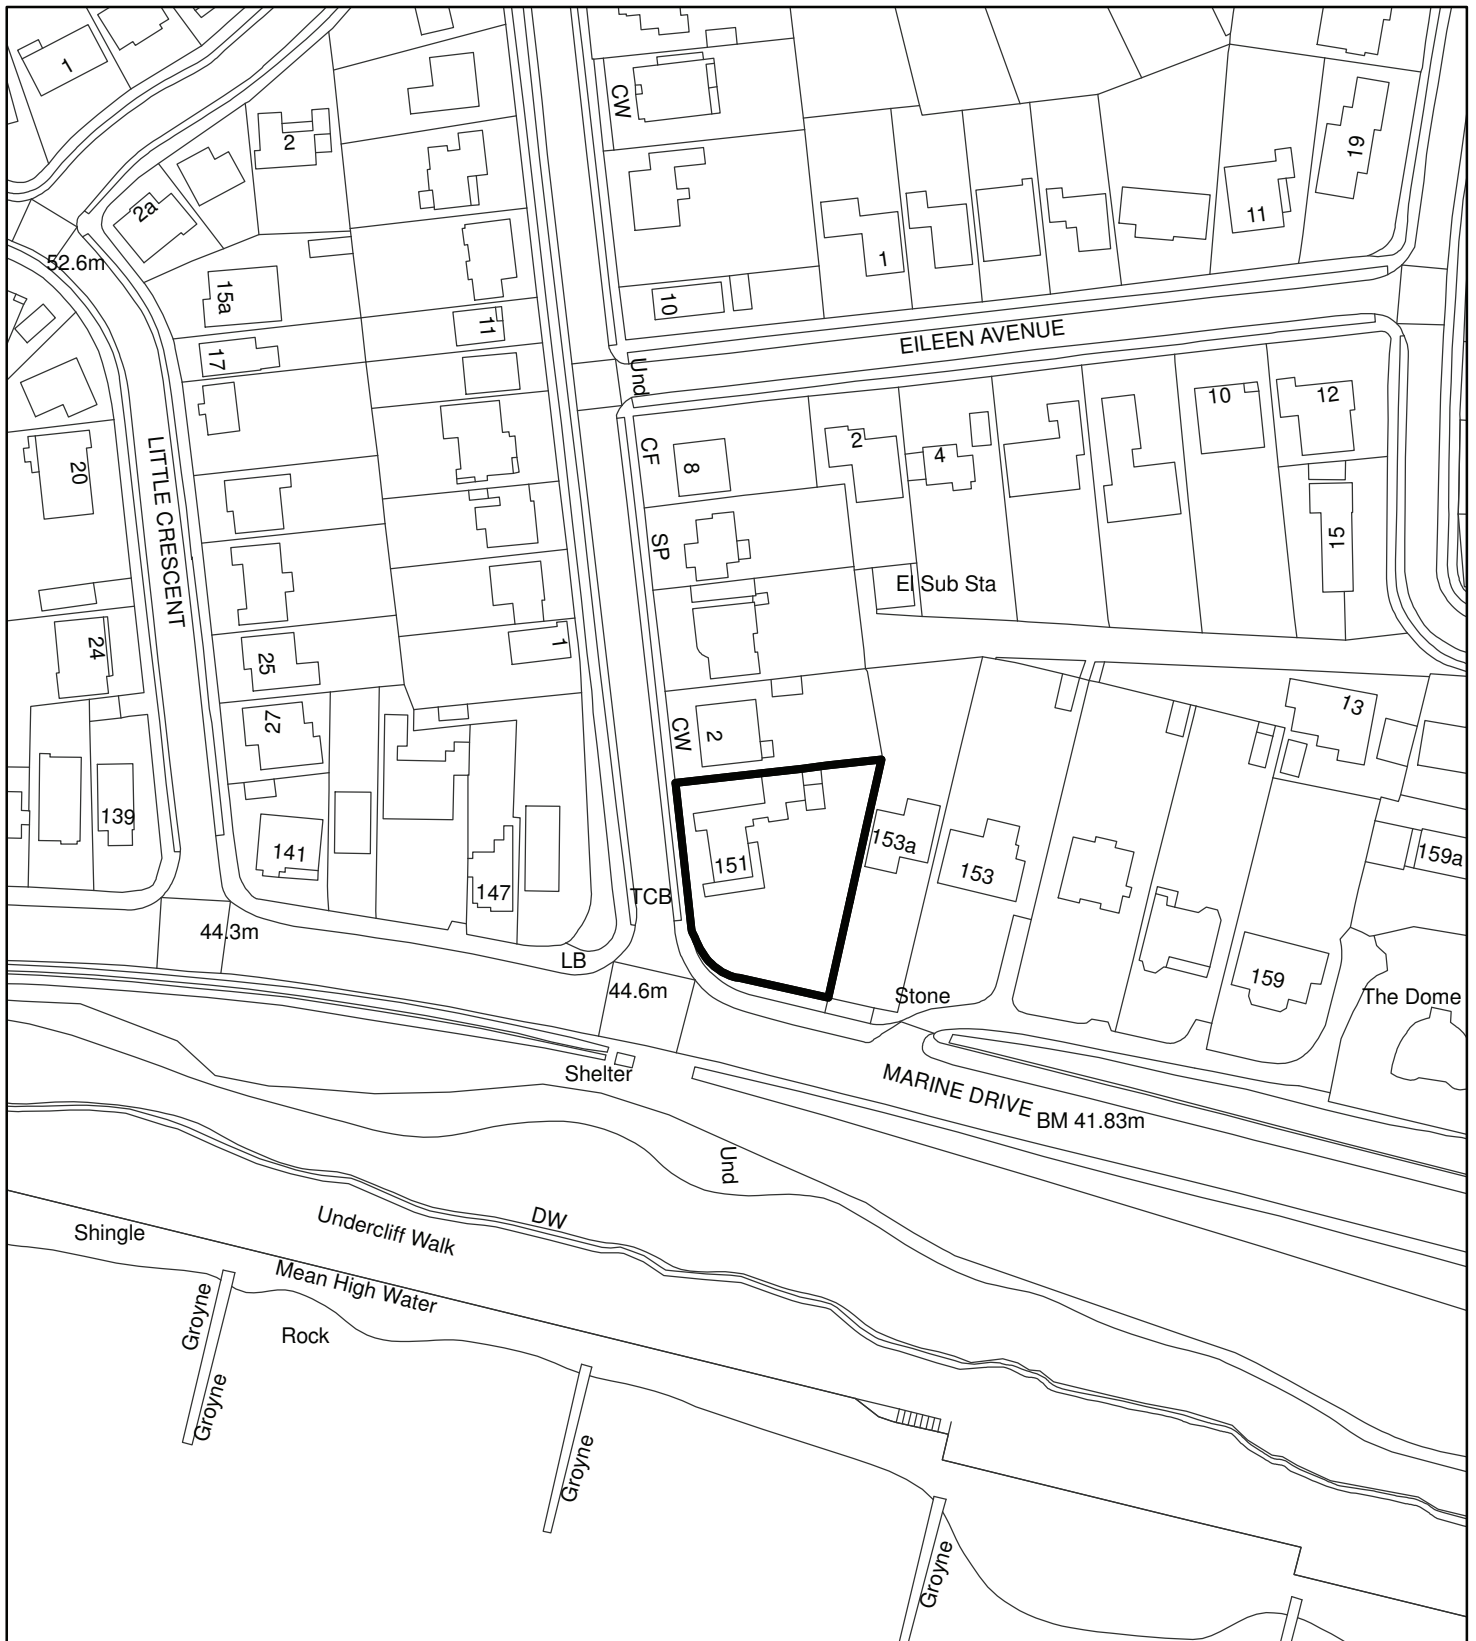 1
2
2a
CW
19
11
1
52.6m
15a
10
11
17
EILEEN AVENUE
Und
10
12
2
4
CF
8
20
LITTLE CRESCENT
SP
15
El Sub Sta
24
25
1
27
CW
2
13
139
141
147
151
153a
153
159a
TCB
44.3m
LB
44.6m
Stone
159
The Dome
Shelter
MARINE DRIVE
BM 41.83m
Und
DW
Undercliff Walk
Shingle
Mean High Water
Groyne
Rock
Groyne
Groyne
Groyne